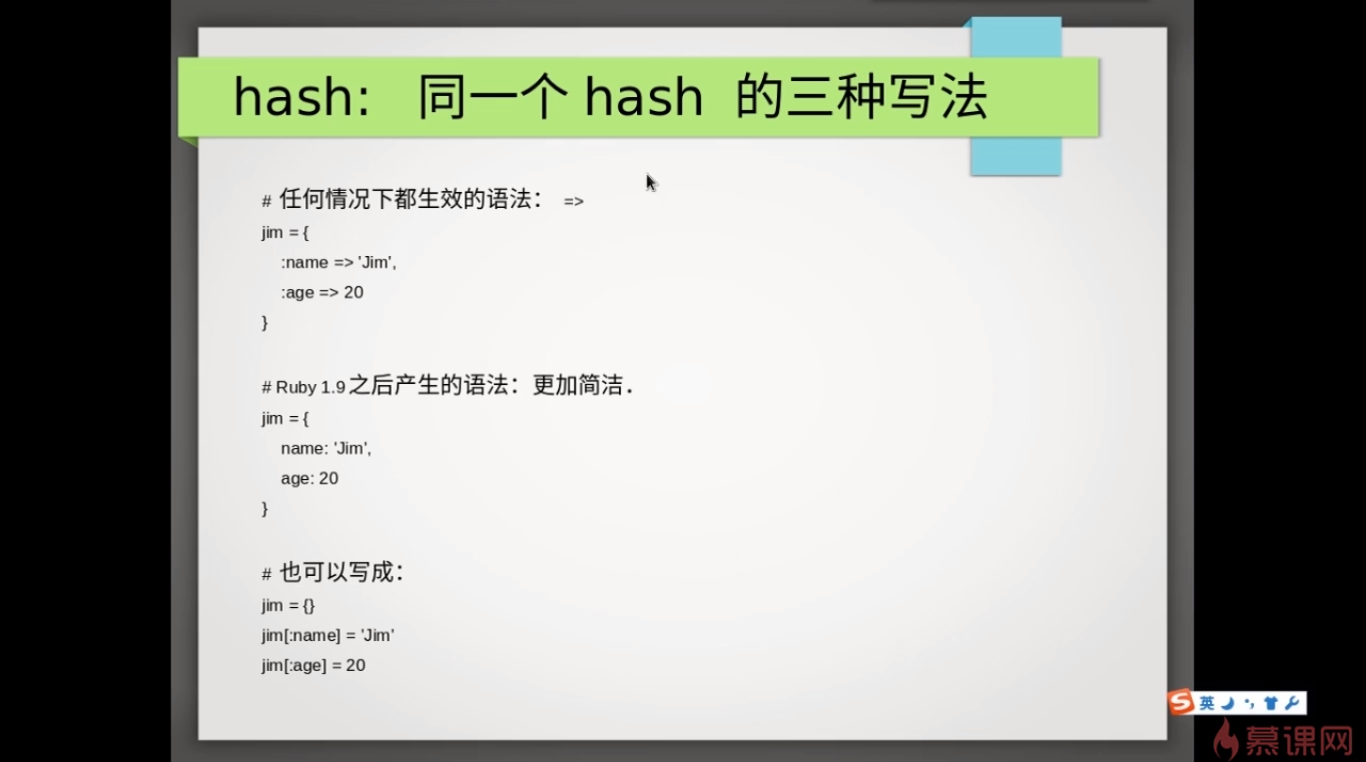 hash: 同一个 hash 的三种写法
# 任何情况下都生效的语法： =>
jim = {
:name => 'Jim',
:age => 20
}
# Ruby 1.9之后产生的语法：更加简洁．
jim = {
name: 'Jim',
age: 20
}
# 也可以写成：
jim = {}
jim[:name] = 'Jim'
jim[:age] = 20
S 英
慕课网